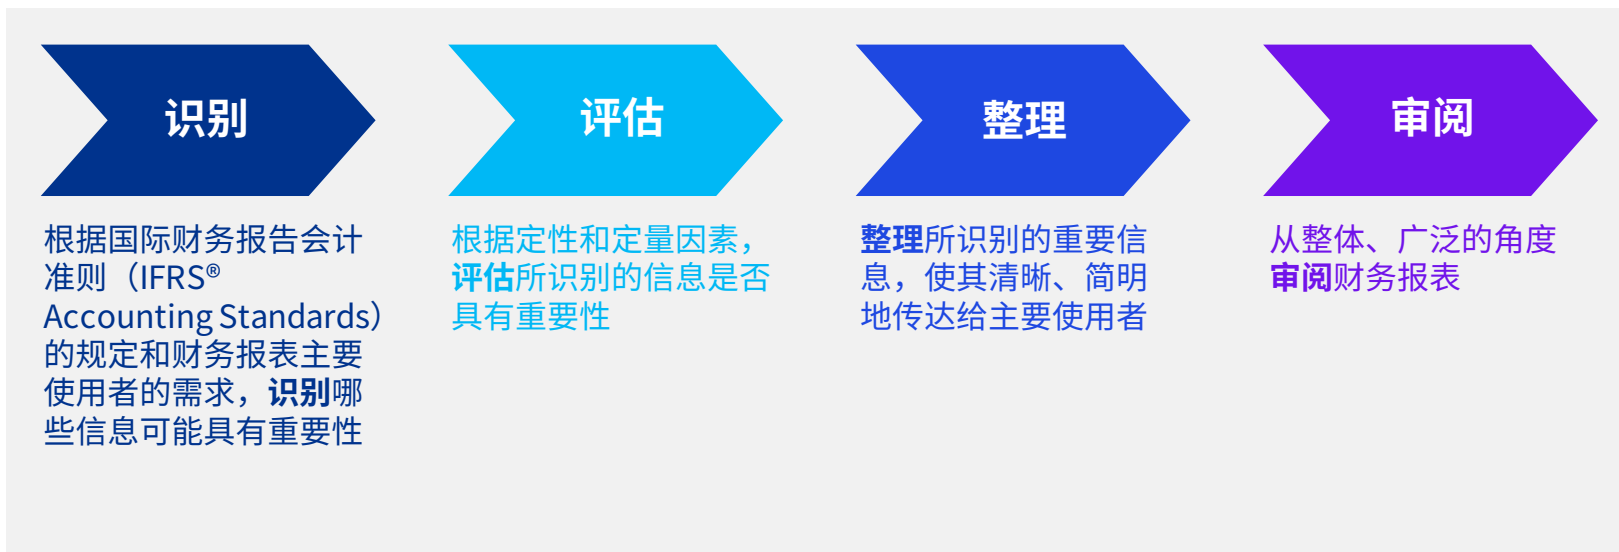 识别
根据国际财务报告会计
准则（IFRS®
Accounting Standards）
的规定和财务报表主要
使用者的需求，识别哪
些信息可能具有重要性
评估
根据定性和定量因素，
评估所识别的信息是否
具有重要性
整理
整理所识别的重要信
息，使其清晰、简明
地传达给主要使用者
审阅
从整体、广泛的角度
审阅财务报表